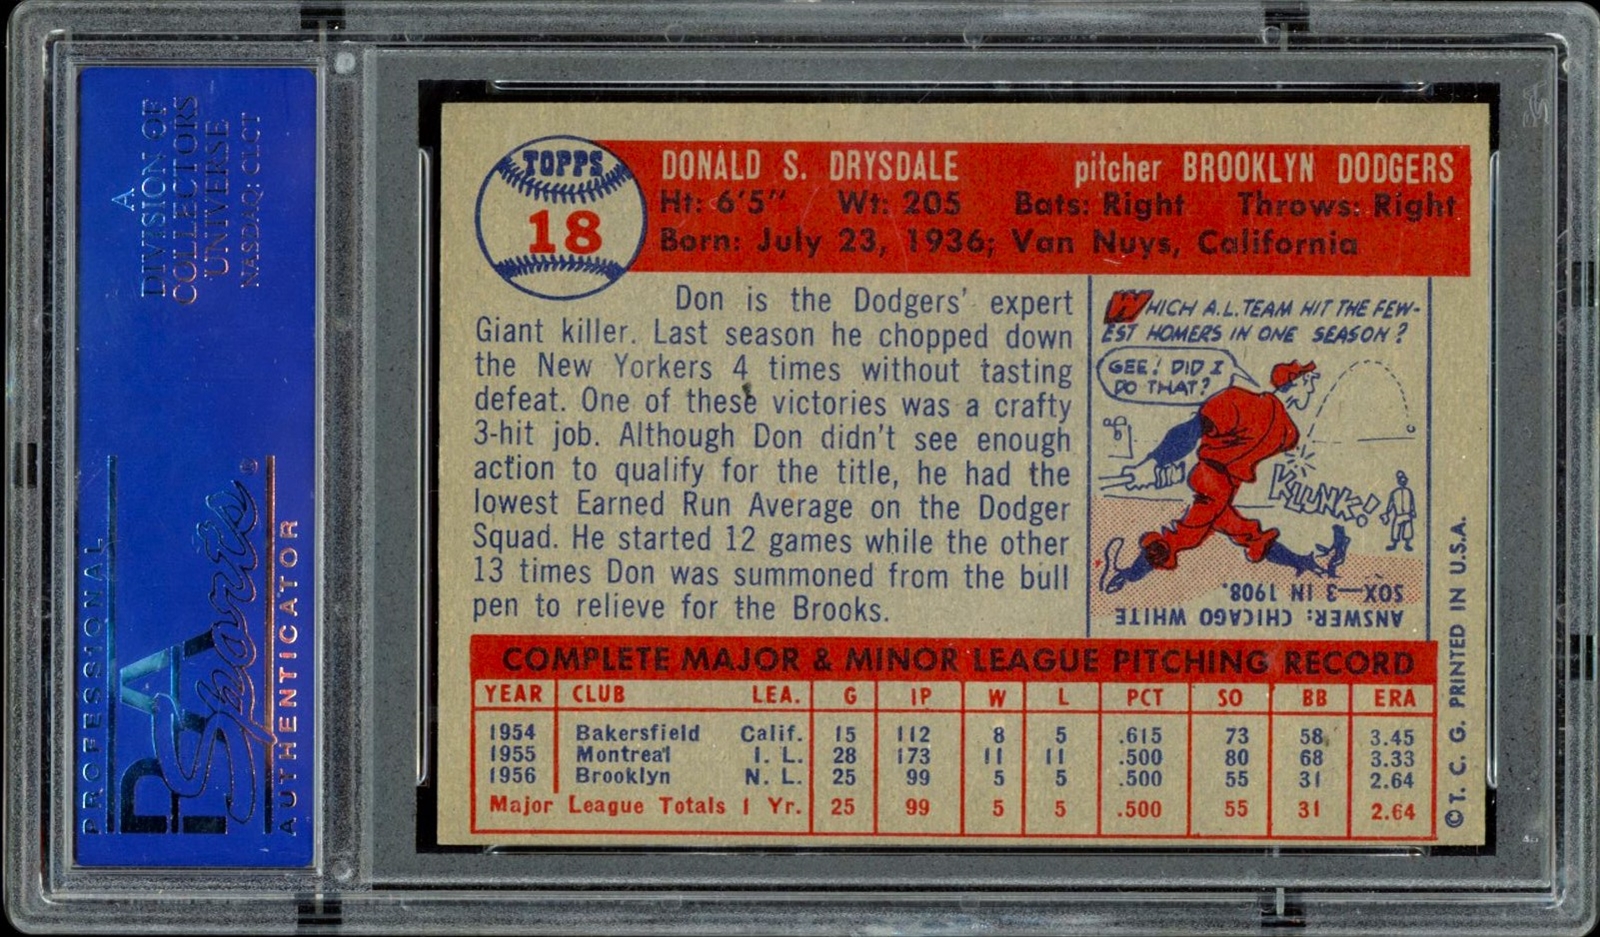 A
DIVISION OF
COLLECTORS
UNIVERSE
NASDAQ: CLCT
PROFESSIONAL
PSA
Sports®
AUTHENTICATOR
TOPPS
18
DONALD S. DRYSDALE pitcher BROOKLYN DODGERS
Ht: 6'5" Wt: 205 Bats: Right Throws: Right
Born: July 23, 1936; Van Nuys, California
Don is the Dodgers' expert
Giant killer. Last season he chopped down
the New Yorkers 4 times without tasting
defeat. One of these victories was a crafty
3-hit job. Although Don didn't see enough
action to qualify for the title, he had the
lowest Earned Run Average on the Dodger
Squad. He started 12 games while the other
13 times Don was summoned from the bull
pen to relieve for the Brooks.
WHICH A.L. TEAM HIT THE FEW-
EST HOMERS IN ONE SEASON?
GEE! DID I
DO THAT?
KLUNK!
ANSWER: CHICAGO WHITE
SOX—3 IN 1908.
©T. C. G. PRINTED IN U.S.A.
COMPLETE MAJOR & MINOR LEAGUE PITCHING RECORD
YEAR CLUB LEA. G IP W L PCT SO BB ERA
1954 Bakersfield Calif. 15 112 8 5 .615 73 58 3.45
1955 Montreal I. L. 28 173 11 11 .500 80 68 3.33
1956 Brooklyn N. L. 25 99 5 5 .500 55 31 2.64
Major League Totals 1 Yr. 25 99 5 5 .500 55 31 2.64